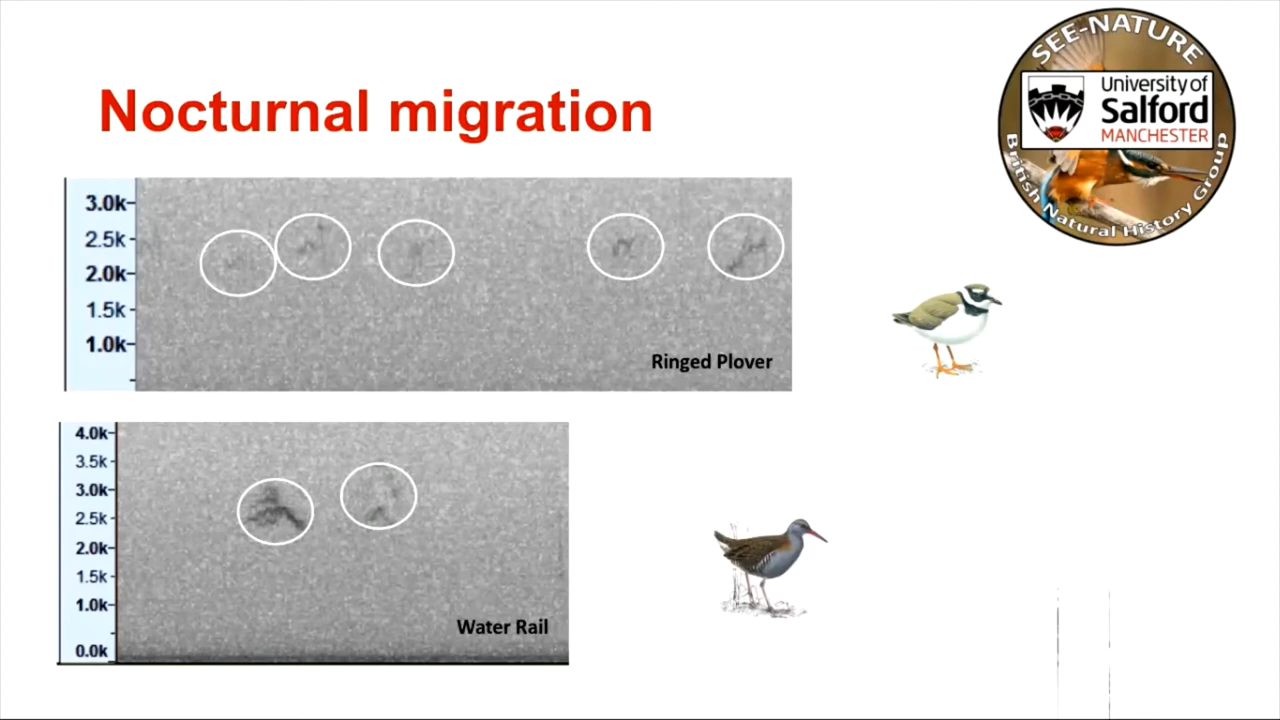 SEE-NATURE
University of
Salford
MANCHESTER
British Natural History Group
Nocturnal migration
3.0k
2.5k
2.0k
1.5k
1.0k
Ringed Plover
4.0k
3.5k
3.0k
2.5k
2.0k
1.5k
1.0k
0.0k
Water Rail